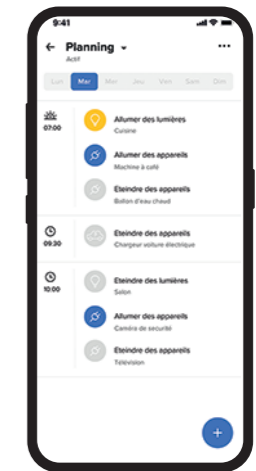 9:41
Planning
Actif
Lun Mar Mer Jeu Ven Sam Dim
07:00
Allumer des lumières
Cuisine
Allumer des appareils
Machine à café
Eteindre des appareils
Ballon d'eau chaud
09:30
Eteindre des appareils
Chargeur voiture électrique
10:00
Eteindre des lumières
Salon
Allumer des appareils
Caméra de securité
Eteindre des appareils
Télévision